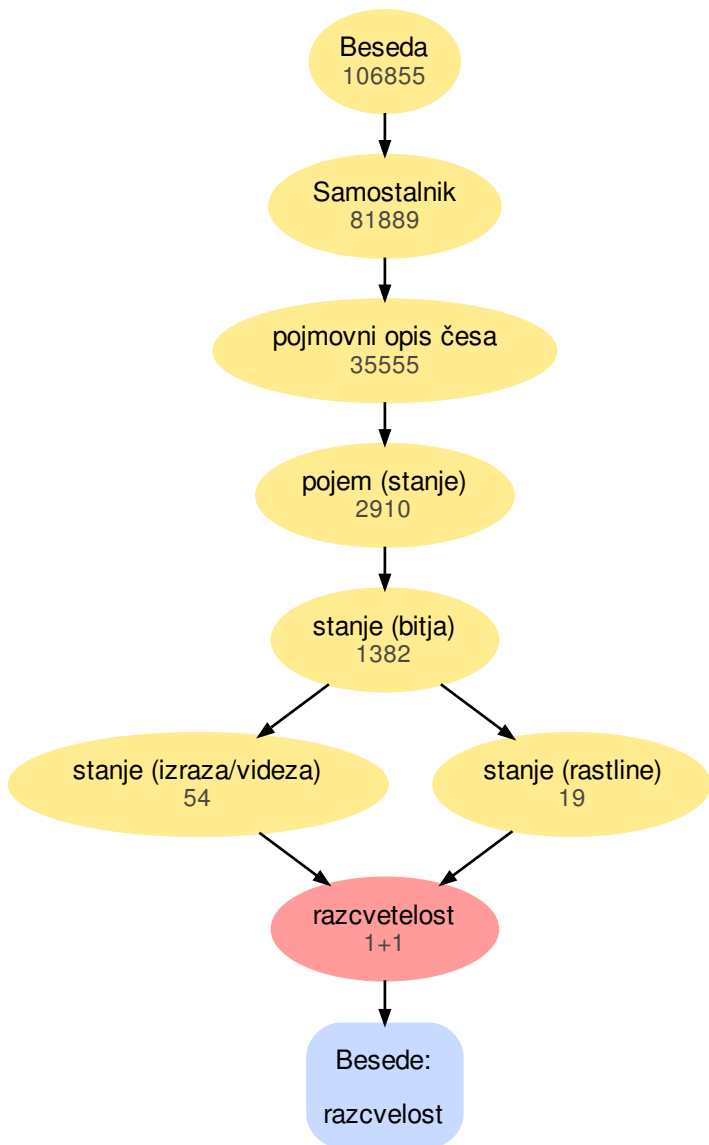 Beseda
106855
Samostalnik
81889
pojmovni opis česa
35555
pojem (stanje)
2910
stanje (bitja)
1382
stanje (izraza/videza)
54
stanje (rastline)
19
razcvetelost
1+1
Besede:
razcvelost